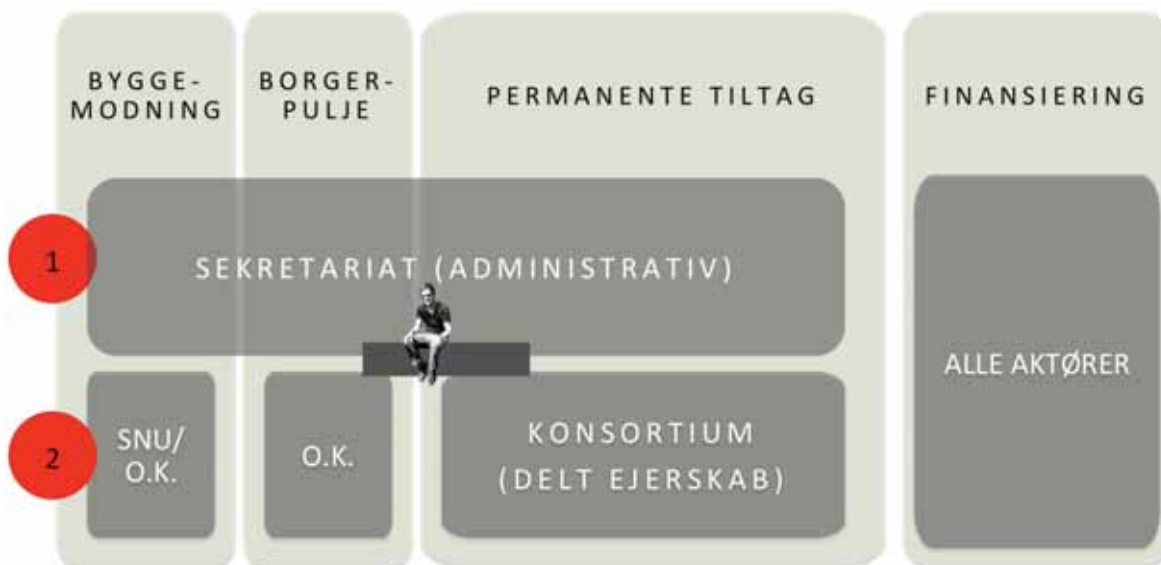 BYGGE-
MODNING
BORGER-
PULJE
PERMANENTE TILTAG
FINANSIERING
1
SEKRETARIAT (ADMINISTRATIV)
ALLE AKTØRER
2
SNU/
O.K.
O.K.
KONSORTIUM
(DELT EJERSKAB)